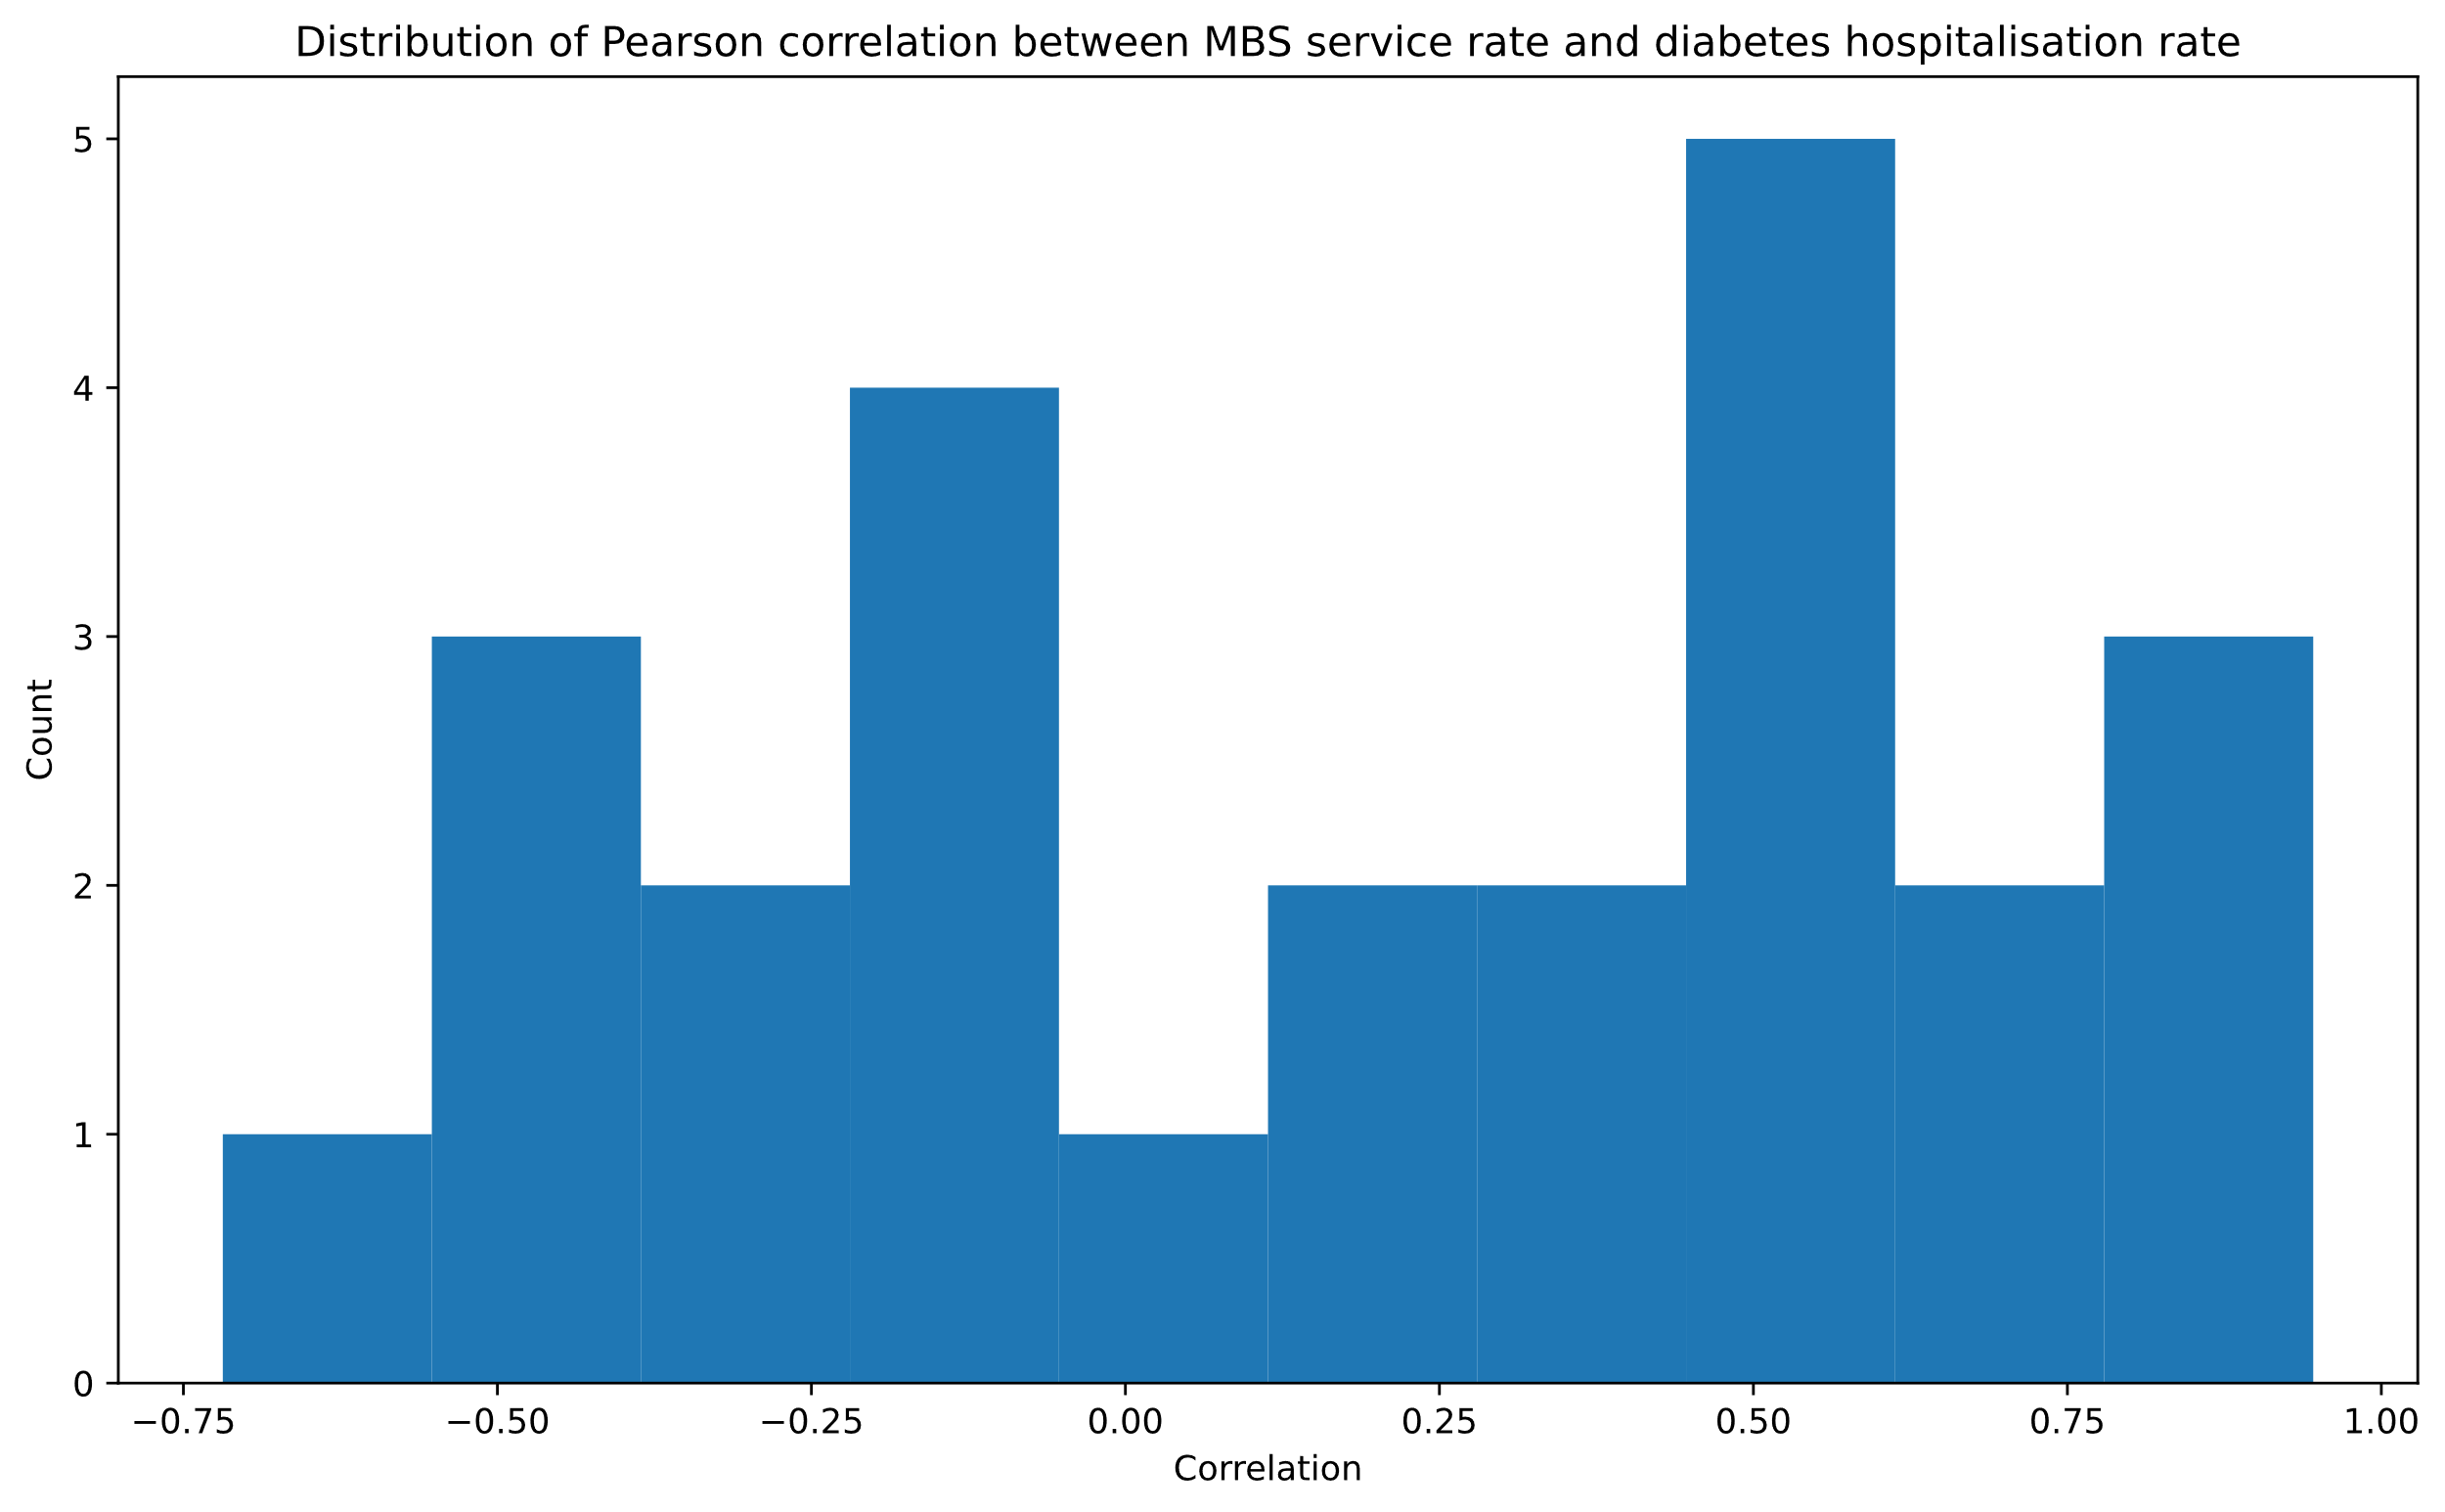 Distribution of Pearson correlation between MBS service rate and diabetes hospitalisation rate
5
4
3
2
1
0
Count
−0.75 −0.50 −0.25 0.00 0.25 0.50 0.75 1.00
Correlation